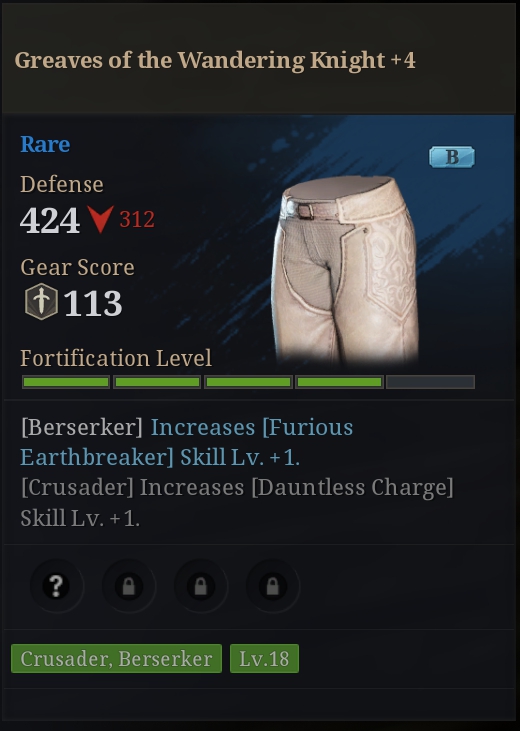 Greaves of the Wandering Knight +4
Rare
B
Defense
424 312
Gear Score
113
Fortification Level
[Berserker] Increases [Furious
Earthbreaker] Skill Lv. +1.
[Crusader] Increases [Dauntless Charge]
Skill Lv. +1.
?
Crusader, Berserker Lv.18